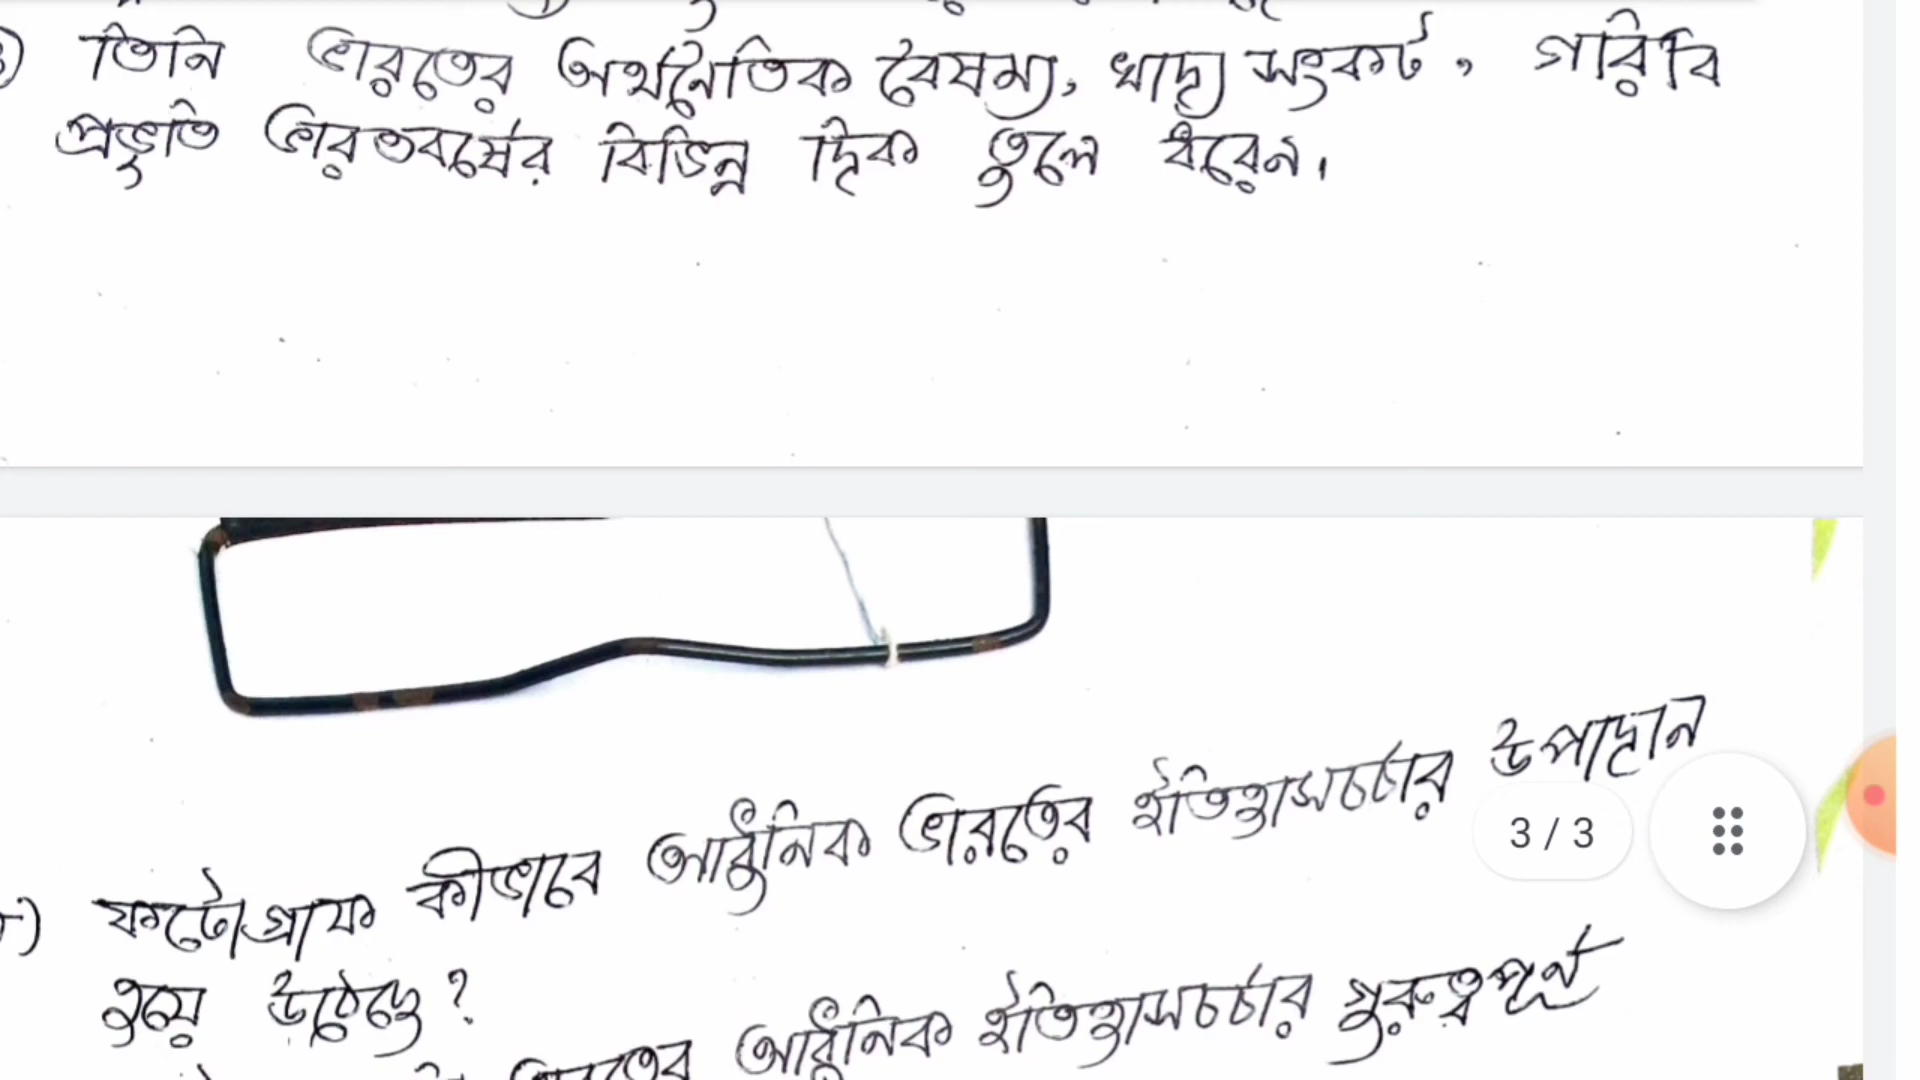 তিনি ভারতের অর্থনৈতিক বৈষম্য, খাদ্য সংকট, গরিবি
প্রভৃতি ভারতবর্ষের বিভিন্ন দিক তুলে ধরেন।
ফটোগ্রাফ কীভাবে আধুনিক ভারতের ইতিহাসচর্চার উপাদান
হয়ে উঠেছে?
3 / 3
আধুনিক ইতিহাসচর্চার গুরুত্বপূর্ণ